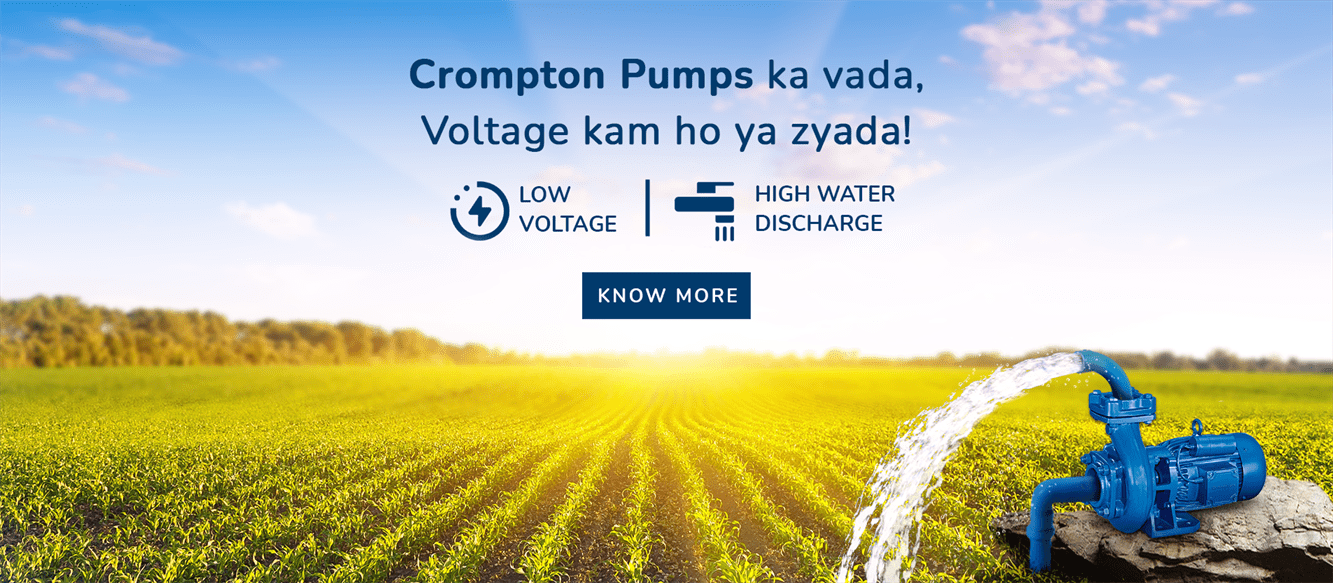 Crompton Pumps ka vada,
Voltage kam ho ya zyada!
LOW
VOLTAGE
HIGH WATER
DISCHARGE
KNOW MORE